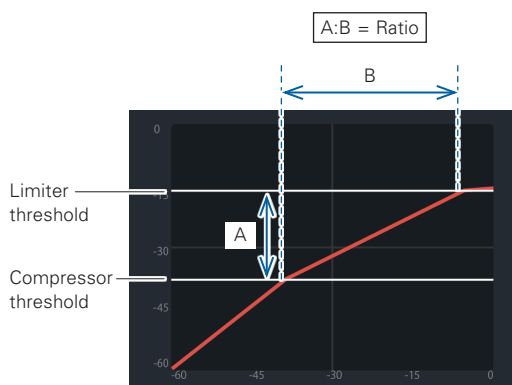 A:B = Ratio
B
0
Limiter
threshold
-15
A
-30
Compressor
threshold
-45
-60
-60 -45 -30 -15 0